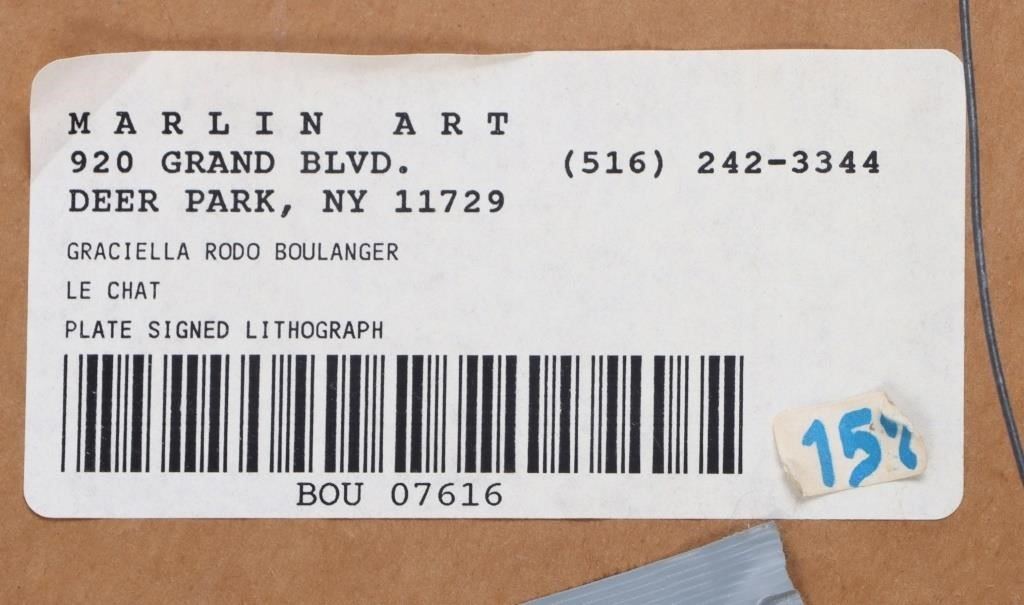 MARLIN ART
920 GRAND BLVD. (516) 242-3344
DEER PARK, NY 11729
GRACIELLA RODO BOULANGER
LE CHAT
PLATE SIGNED LITHOGRAPH
BOU 07616